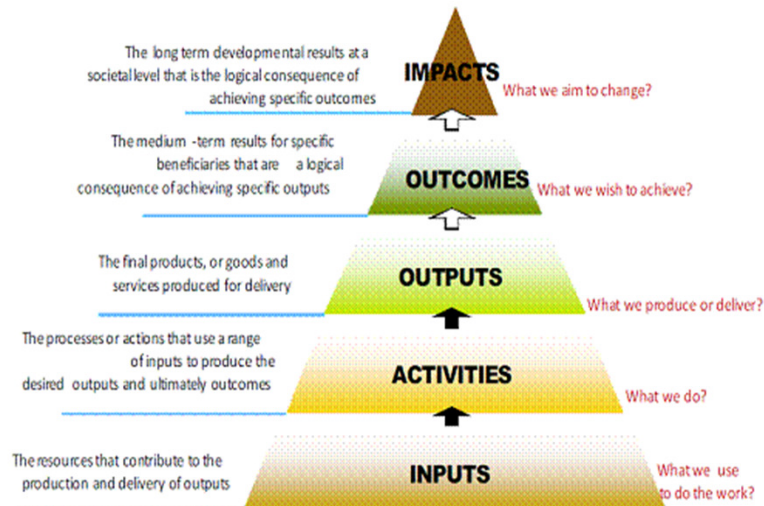 The long term developmental results at a
societal level that is the logical consequence of
achieving specific outcomes
IMPACTS
What we aim to change?
The medium -term results for specific
beneficiaries that are a logical
consequence of achieving specific outputs
OUTCOMES
What we wish to achieve?
The final products, or goods and
services produced for delivery
OUTPUTS
What we produce or deliver?
The processes or actions that use a range
of inputs to produce the
desired outputs and ultimately outcomes
ACTIVITIES
What we do?
The resources that contribute to the
production and delivery of outputs
INPUTS
What we use
to do the work?